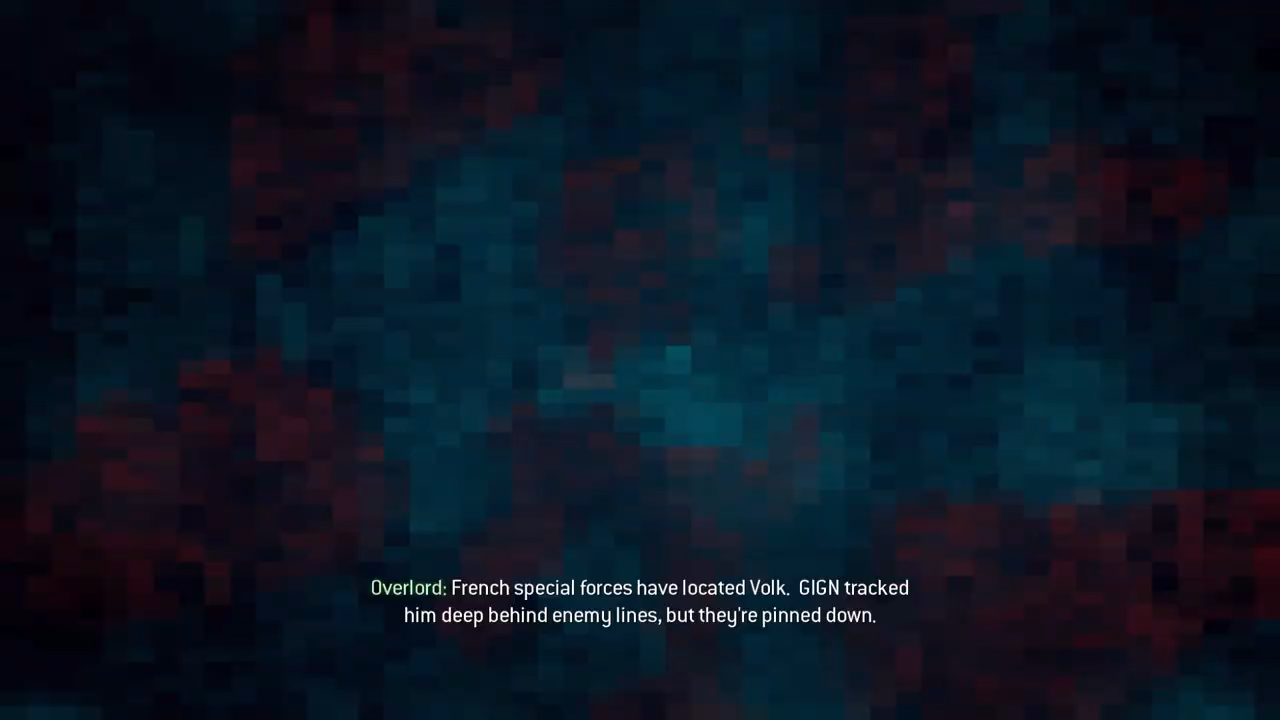 Overlord: French special forces have located Volk.  GIGN tracked
him deep behind enemy lines, but they're pinned down.